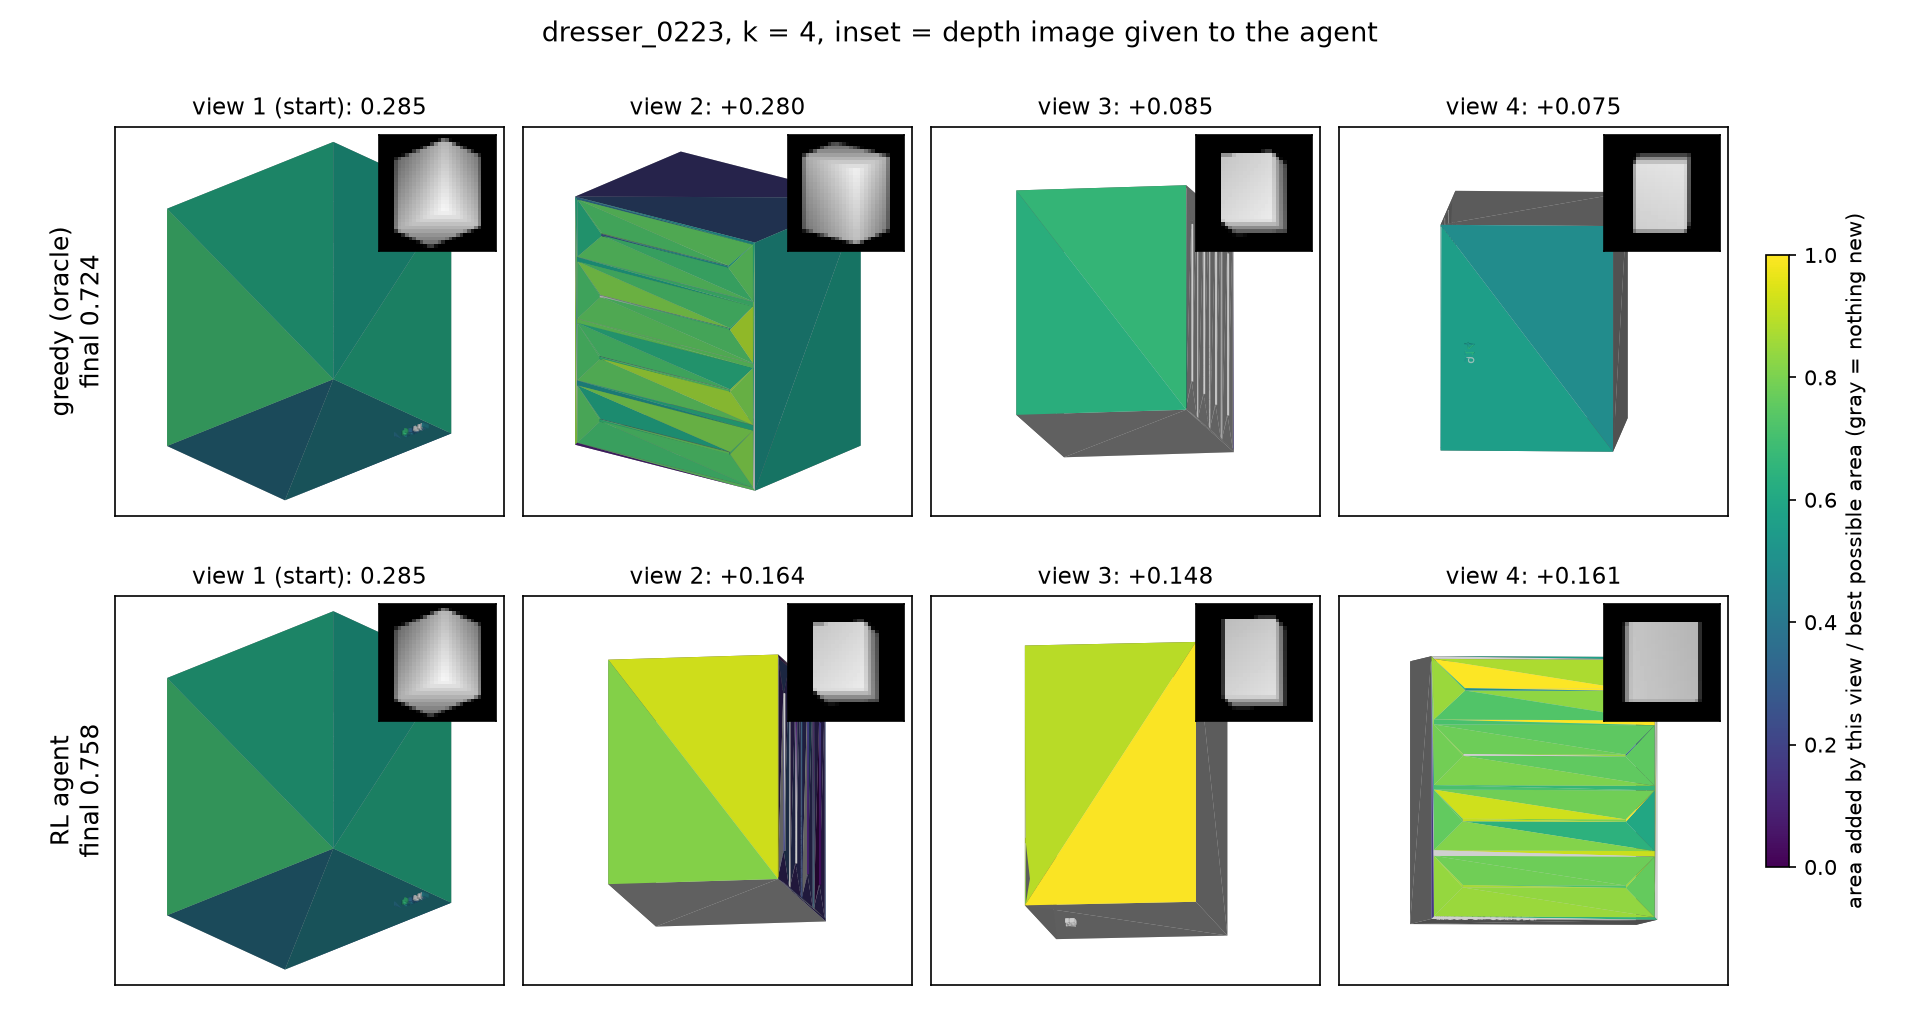 dresser_0223, k = 4, inset = depth image given to the agent
view 1 (start): 0.285
view 2: +0.280
view 3: +0.085
view 4: +0.075
greedy (oracle)
final 0.724
view 1 (start): 0.285
view 2: +0.164
view 3: +0.148
view 4: +0.161
RL agent
final 0.758
1.0
0.8
0.6
0.4
0.2
0.0
area added by this view / best possible area (gray = nothing new)